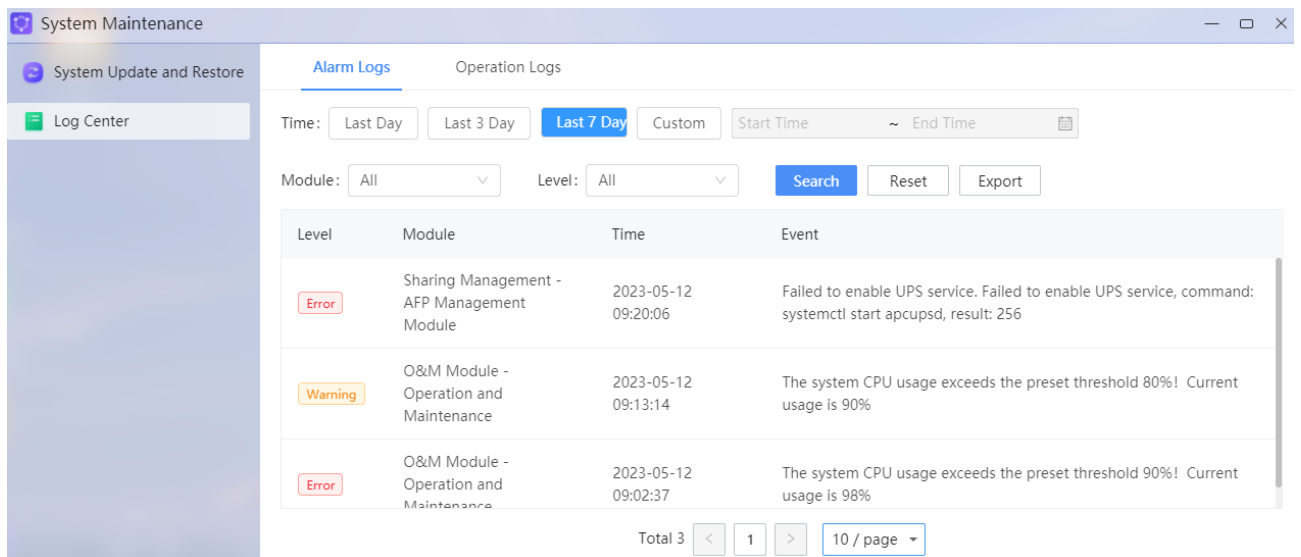 System Maintenance
System Update and Restore
Log Center
Alarm Logs
Operation Logs
Time: Last Day Last 3 Day Last 7 Day Custom Start Time ~ End Time
Module: All Level: All Search Reset Export
Level Module Time Event
Error
Sharing Management -
AFP Management
Module
2023-05-12
09:20:06
Failed to enable UPS service. Failed to enable UPS service, command:
systemctl start apcupsd, result: 256
Warning
O&M Module -
Operation and
Maintenance
2023-05-12
09:13:14
The system CPU usage exceeds the preset threshold 80%! Current
usage is 90%
Error
O&M Module -
Operation and
Maintenance
2023-05-12
09:02:37
The system CPU usage exceeds the preset threshold 90%! Current
usage is 98%
Total 3 < 1 > 10 / page